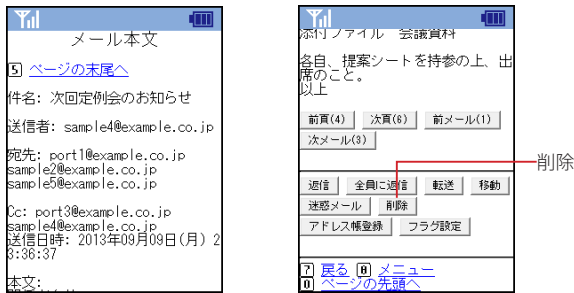 メール本文
5 ページの末尾へ
件名: 次回定例会のお知らせ
送信者: sample4@example.co.jp
宛先: port1@example.co.jp
sample2@example.co.jp
sample5@example.co.jp
Cc: port3@example.co.jp
sample4@example.co.jp
送信日時: 2013年09月09日(月) 2
3:36:37
本文:
添付ファイル 会議資料
各自、提案シートを持参の上、出
席のこと。
以上
前頁(4) 次頁(6) 前メール(1)
次メール(3)
返信 全員に返信 転送 移動
迷惑メール 削除
アドレス帳登録 フラグ設定
7 戻る 8 メニュー
0 ページの先頭へ
削除